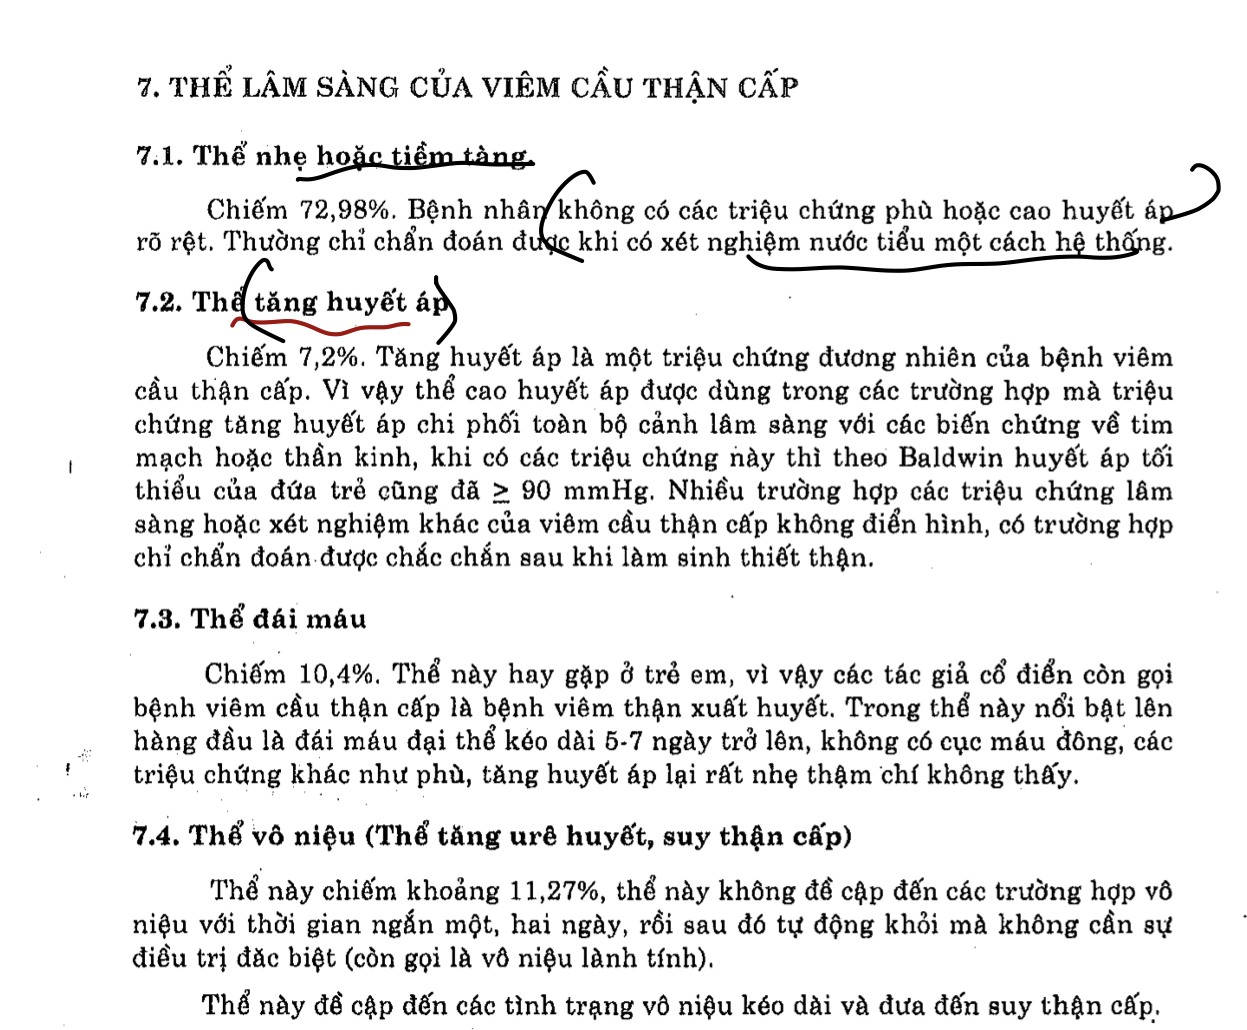 7. THỂ LÂM SÀNG CỦA VIÊM CẦU THẬN CẤP
7.1. Thể nhẹ hoặc tiềm tàng.
Chiếm 72,98%. Bệnh nhân không có các triệu chứng phù hoặc cao huyết áp
rõ rệt. Thường chỉ chẩn đoán được khi có xét nghiệm nước tiểu một cách hệ thống.
7.2. Thể tăng huyết áp
Chiếm 7,2%. Tăng huyết áp là một triệu chứng đương nhiên của bệnh viêm
cầu thận cấp. Vì vậy thể cao huyết áp được dùng trong các trường hợp mà triệu
chứng tăng huyết áp chi phối toàn bộ cảnh lâm sàng với các biến chứng về tim
mạch hoặc thần kinh, khi có các triệu chứng này thì theo Baldwin huyết áp tối
thiểu của đứa trẻ cũng đã ≥ 90 mmHg. Nhiều trường hợp các triệu chứng lâm
sàng hoặc xét nghiệm khác của viêm cầu thận cấp không điển hình, có trường hợp
chỉ chẩn đoán được chắc chắn sau khi làm sinh thiết thận.
7.3. Thể đái máu
Chiếm 10,4%. Thể này hay gặp ở trẻ em, vì vậy các tác giả cổ điển còn gọi
bệnh viêm cầu thận cấp là bệnh viêm thận xuất huyết. Trong thể này nổi bật lên
hàng đầu là đái máu đại thể kéo dài 5-7 ngày trở lên, không có cục máu đông, các
triệu chứng khác như phù, tăng huyết áp lại rất nhẹ thậm chí không thấy.
7.4. Thể vô niệu (Thể tăng urê huyết, suy thận cấp)
Thể này chiếm khoảng 11,27%, thể này không đề cập đến các trường hợp vô
niệu với thời gian ngắn một, hai ngày, rồi sau đó tự động khỏi mà không cần sự
điều trị đăc biệt (còn gọi là vô niệu lành tính).
Thể này đề cập đến các tình trạng vô niệu kéo dài và đưa đến suy thận cấp.